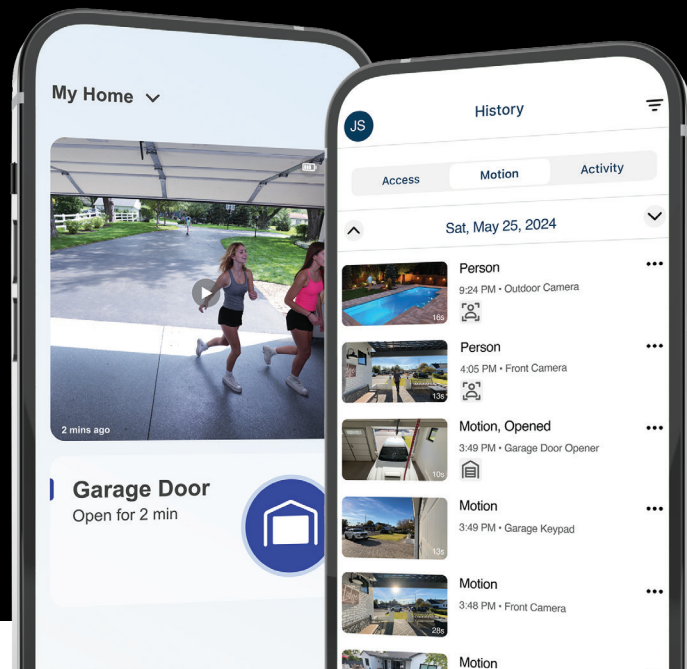 My Home
2 mins ago
Garage Door
Open for 2 min
JS
History
Access
Motion
Activity
Sat, May 25, 2024
Person
9:24 PM • Outdoor Camera
16s
Person
4:05 PM • Front Camera
13s
Motion, Opened
3:49 PM • Garage Door Opener
10s
Motion
3:49 PM • Garage Keypad
13s
Motion
3:48 PM • Front Camera
28s
Motion